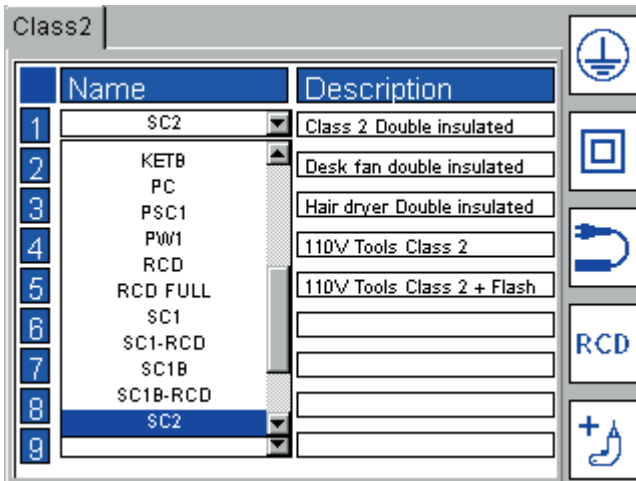 Class2
Name Description
1 SC2 Class 2 Double insulated
2 KETB Desk fan double insulated
PC
3 PSC1 Hair dryer Double insulated
4 PW1 110V Tools Class 2
RCD
5 RCD FULL 110V Tools Class 2 + Flash
6 SC1
SC1-RCD
RCD
7 SC1B
8 SC1B-RCD
SC2
9